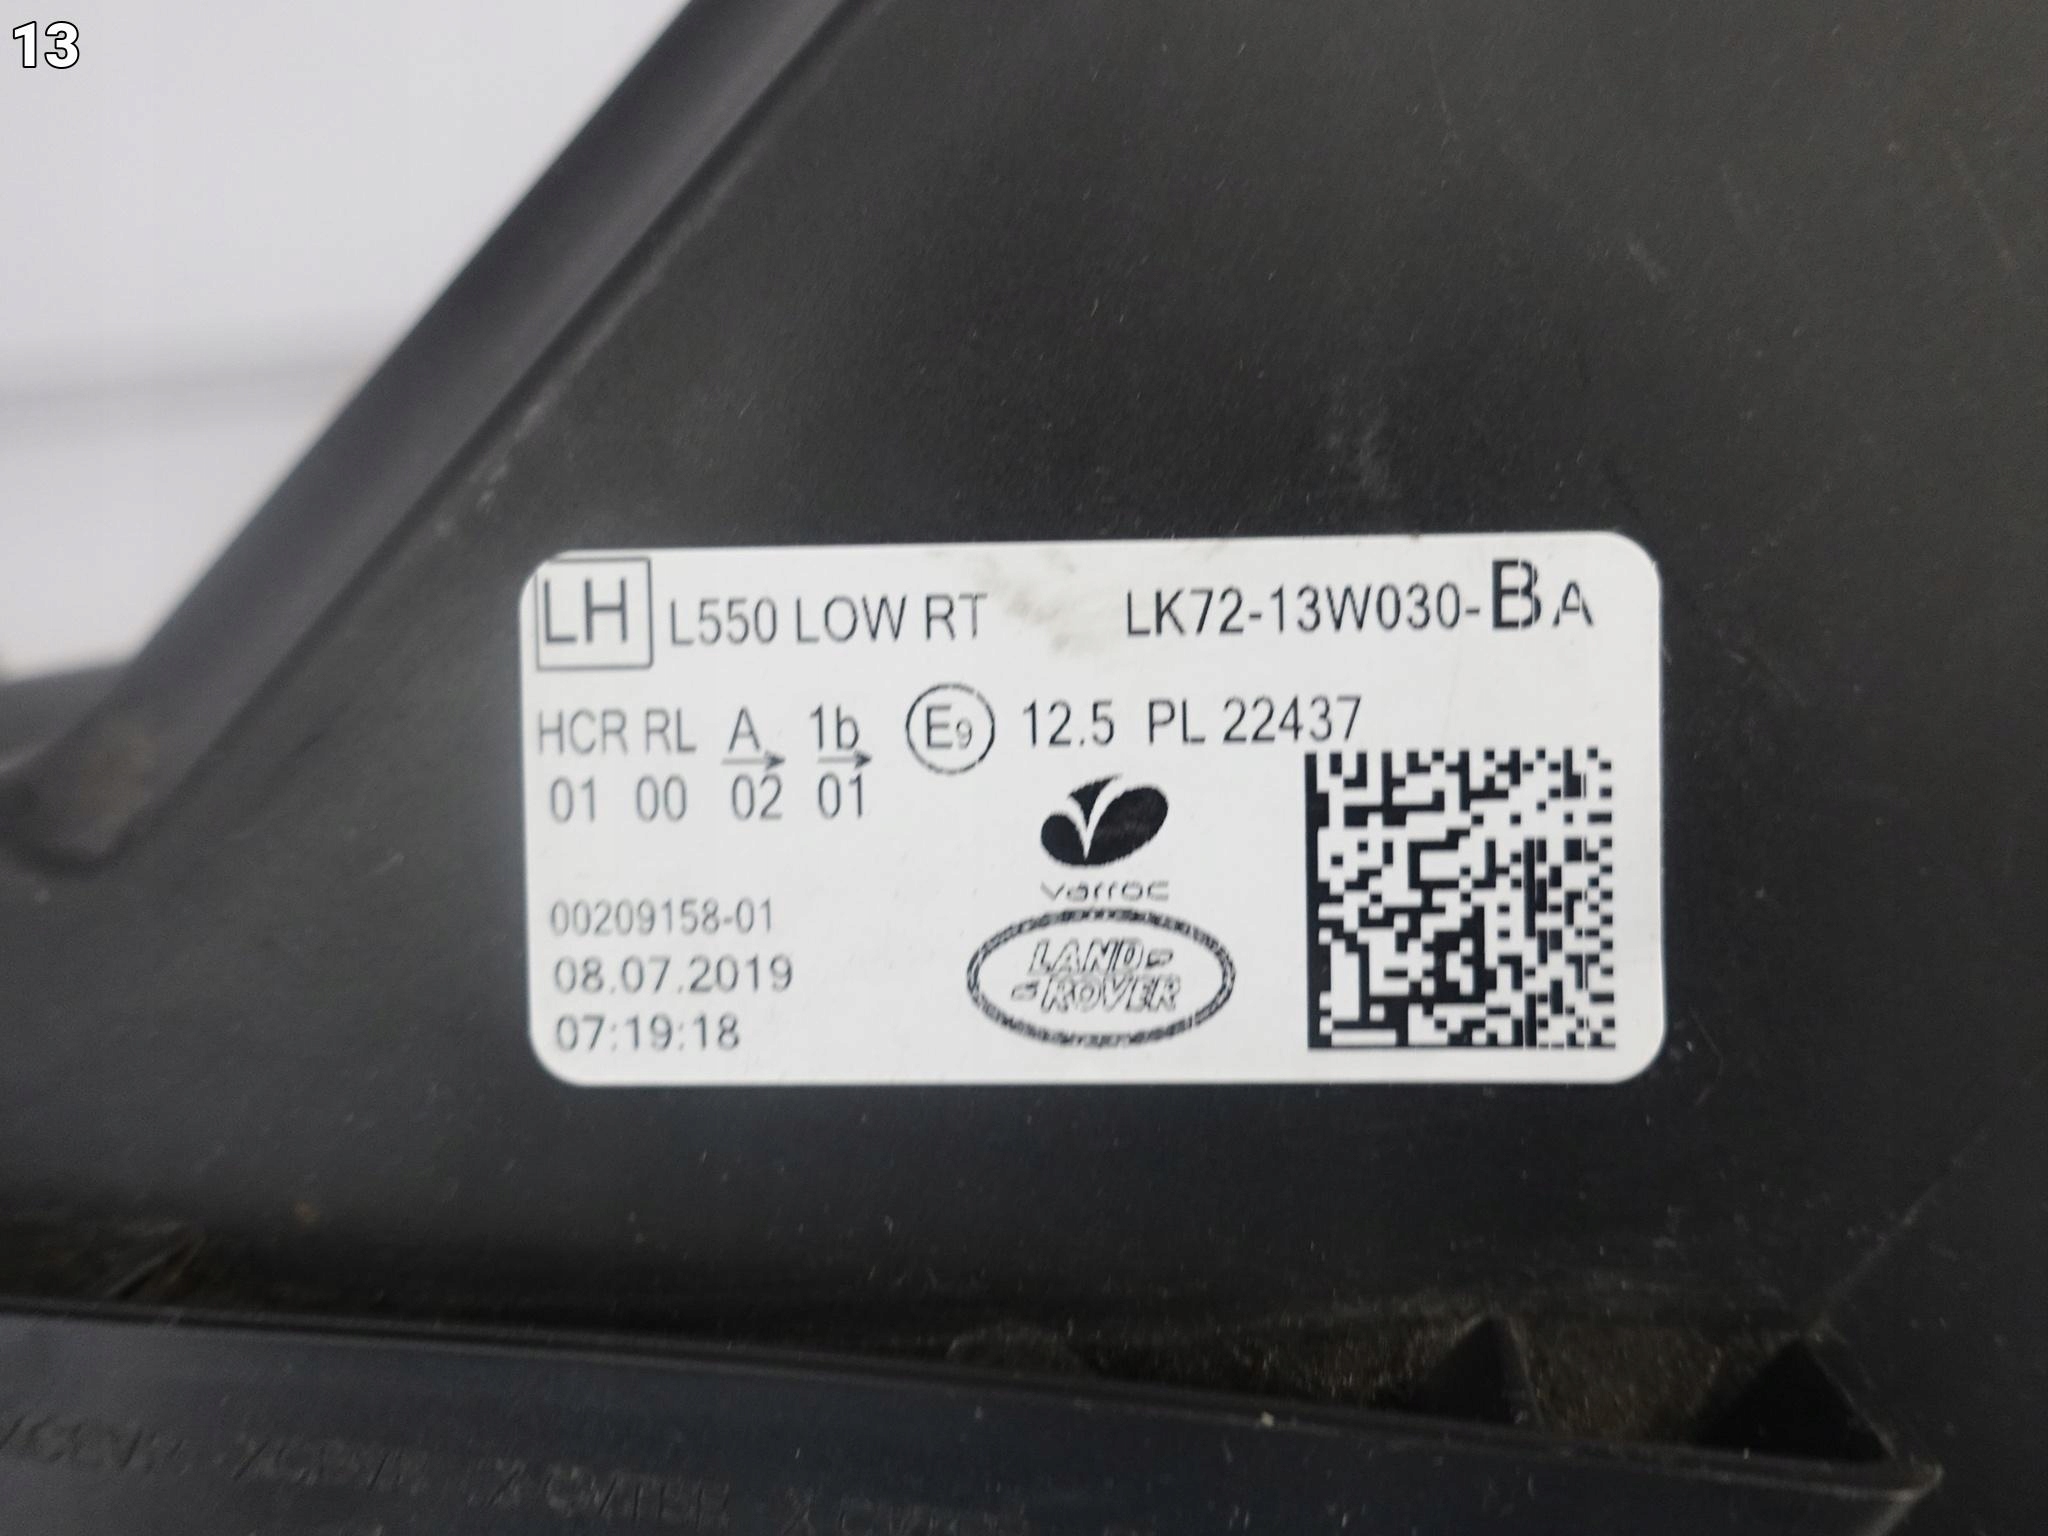 13
LH L550 LOW RT LK72-13W030-BA
HCR RL A 1b E9 12.5 PL 22437
01 00 02 01
varroc
00209158-01
LAND-
08.07.2019
-ROVER
07:19:18